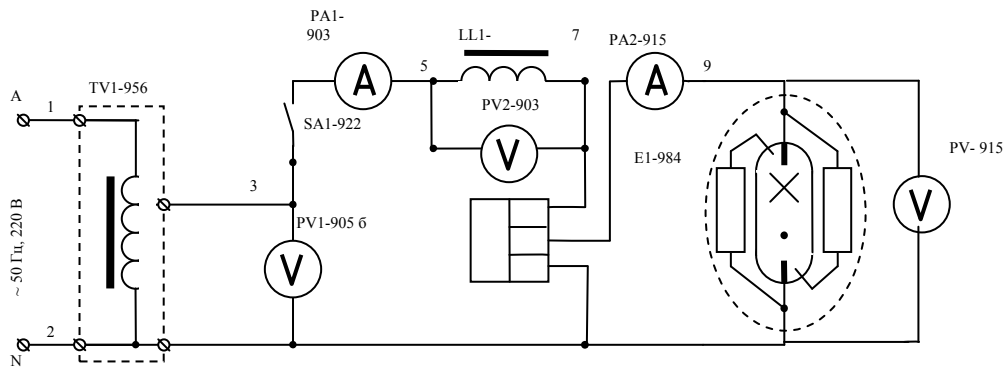 PA1-
903
LL1-
7
PA2-915
A
5
A
9
TV1-956
A
1
PV2-903
SA1-922
V
E1-984
PV- 915
V
3
PV1-905 б
V
~ 50 Гц, 220 В
2
N